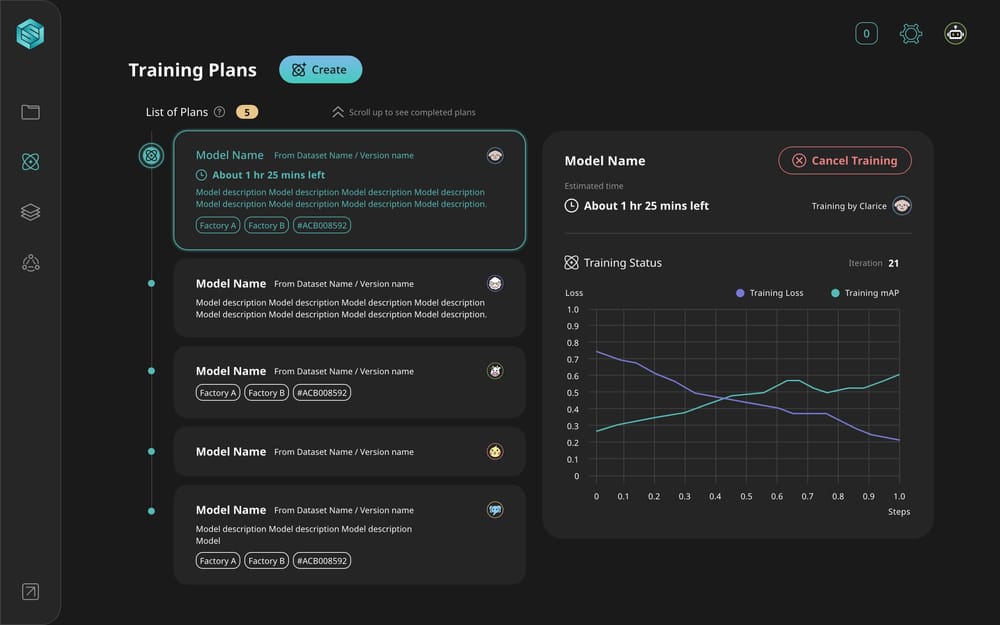 0
Training Plans
Create
List of Plans ? 5
Scroll up to see completed plans
Model Name From Dataset Name / Version name
About 1 hr 25 mins left
Model description Model description Model description Model description
Model description Model description Model description Model description.
Factory A Factory B #ACB008592
Model Name From Dataset Name / Version name
Model description Model description Model description Model description
Model description Model description Model description Model description.
Model Name From Dataset Name / Version name
Factory A Factory B #ACB008592
Model Name From Dataset Name / Version name
Model Name From Dataset Name / Version name
Model description Model description Model description
Model
Factory A Factory B #ACB008592
Model Name
Cancel Training
Estimated time
About 1 hr 25 mins left
Training by Clarice
Training Status
Iteration 21
Loss
Training Loss
Training mAP
1.0
0.9
0.8
0.7
0.6
0.5
0.4
0.3
0.2
0.1
0
0 0.1 0.2 0.3 0.4 0.5 0.6 0.7 0.8 0.9 1.0
Steps